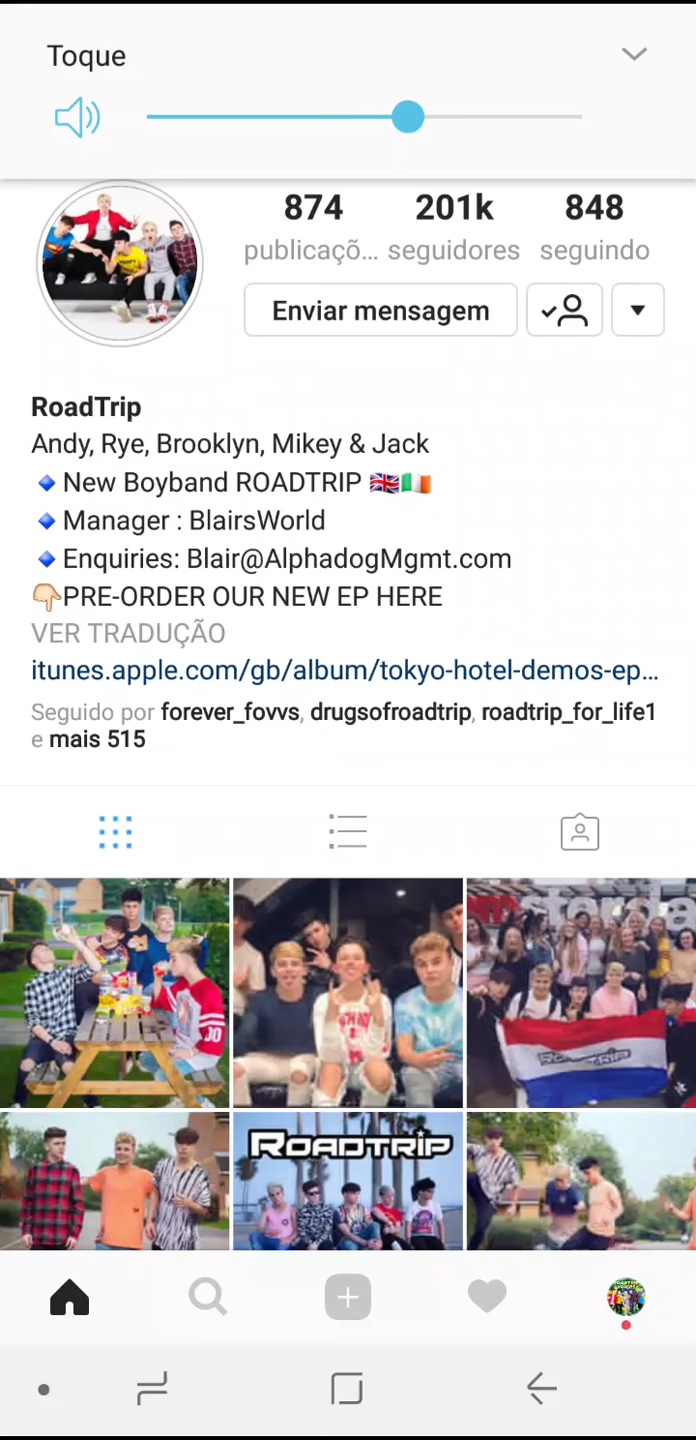 Toque
874 201k 848
publicaçõ... seguidores seguindo
Enviar mensagem
RoadTrip
Andy, Rye, Brooklyn, Mikey & Jack
🔹New Boyband ROADTRIP 🇬🇧🇮🇪
🔹Manager : BlairsWorld
🔹Enquiries: Blair@AlphadogMgmt.com
👇🏻PRE-ORDER OUR NEW EP HERE
VER TRADUÇÃO
itunes.apple.com/gb/album/tokyo-hotel-demos-ep...
Seguido por forever_fovvs, drugsofroadtrip, roadtrip_for_life1
e mais 515
ROADTRIP
ROADTRIP